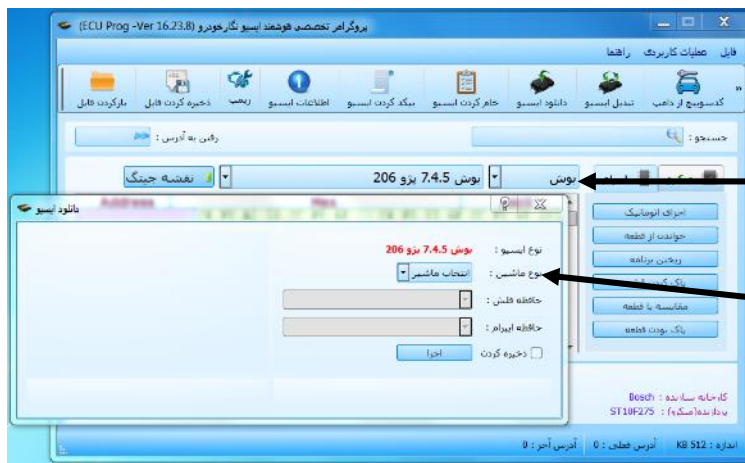 پروگرامر تخصصی هوشمند ایسیو نگار خودرو (ECU Prog -Ver 16.23.8)
فایل عملیات کاربردی راهنما
کدسوییچ از دامپ تبدیل ایسیو دانلود ایسیو خام کردن ایسیو بیکد کردن ایسیو اطلاعات ایسیو ریمپ ذخیره کردن فایل بازکردن فایل
جستجو : رفتن به آدرس :
بوش بوش 7.4.5 پژو 206 نقشه جیتگ
دانلود ایسیو
نوع ایسیو : بوش 7.4.5 پژو 206
نوع ماشین : انتخاب ماشین
حافظه فلش :
حافظه ایپرام :
ذخیره کردن اجرا
اجرای اتوماتیک
خواندن از قطعه
ریختن برنامه
پاک کردن
مقایسه با قطعه
پاک بودن قطعه
کارخانه سازنده : Bosch
پردازنده(میکرو) : ST10F275
اندازه : 512 KB آدرس فعلی : 0 آدرس آخر : 0